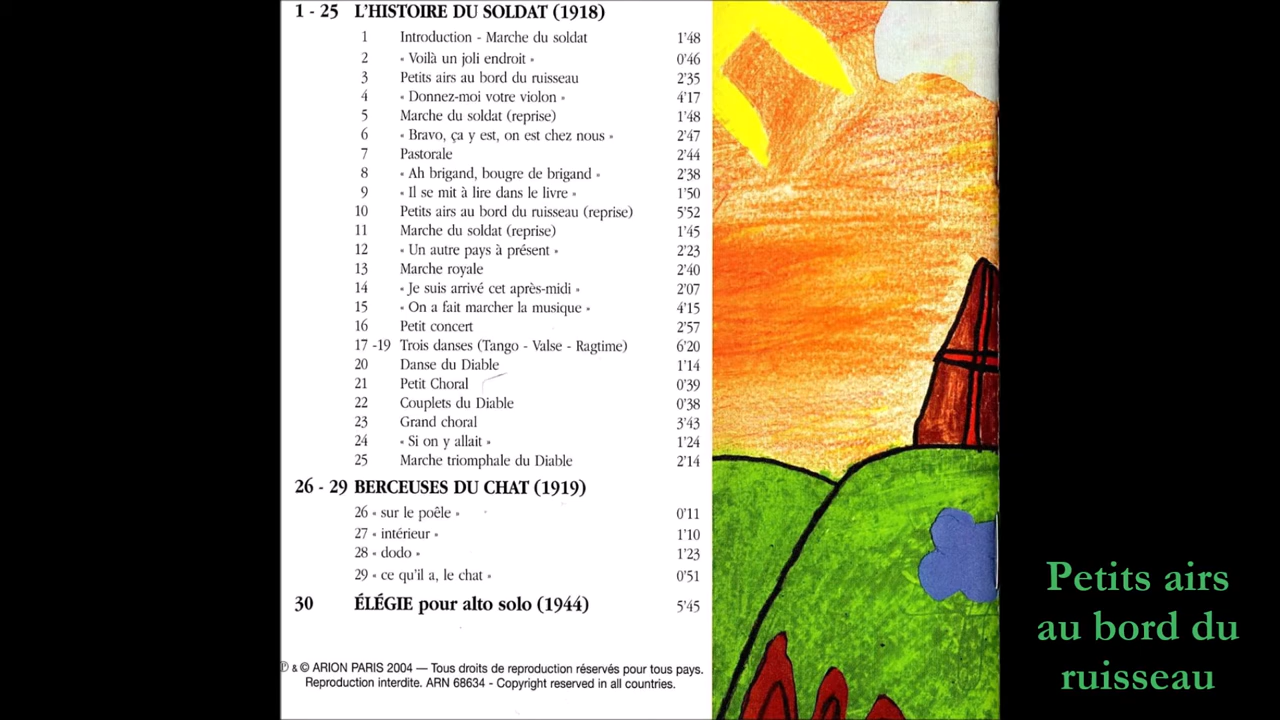 1 - 25 L'HISTOIRE DU SOLDAT (1918)
1 Introduction - Marche du soldat 1'48
2 « Voilà un joli endroit » 0'46
3 Petits airs au bord du ruisseau 2'35
4 « Donnez-moi votre violon » 4'17
5 Marche du soldat (reprise) 1'48
6 « Bravo, ça y est, on est chez nous » 2'47
7 Pastorale 2'44
8 « Ah brigand, bougre de brigand » 2'38
9 « Il se mit à lire dans le livre » 1'50
10 Petits airs au bord du ruisseau (reprise) 5'52
11 Marche du soldat (reprise) 1'45
12 « Un autre pays à présent » 2'23
13 Marche royale 2'40
14 « Je suis arrivé cet après-midi » 2'07
15 « On a fait marcher la musique » 4'15
16 Petit concert 2'57
17 -19 Trois danses (Tango - Valse - Ragtime) 6'20
20 Danse du Diable 1'14
21 Petit Choral 0'39
22 Couplets du Diable 0'38
23 Grand choral 3'43
24 « Si on y allait » 1'24
25 Marche triomphale du Diable 2'14
26 - 29 BERCEUSES DU CHAT (1919)
26 « sur le poêle » 0'11
27 « intérieur » 1'10
28 « dodo » 1'23
29 « ce qu'il a, le chat » 0'51
30 ÉLÉGIE pour alto solo (1944) 5'45
℗ & © ARION PARIS 2004 — Tous droits de reproduction réservés pour tous pays.
Reproduction interdite. ARN 68634 - Copyright reserved in all countries.
Petits airs
au bord du
ruisseau